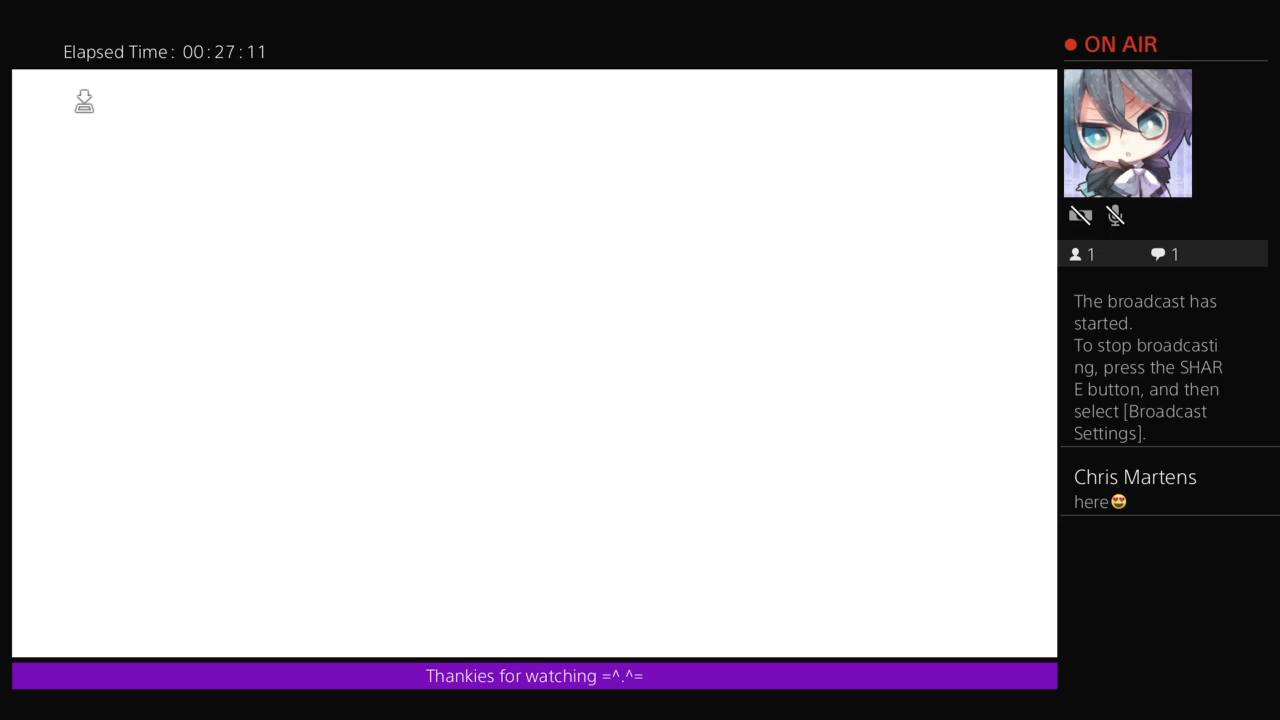 Elapsed Time: 00:27:11
ON AIR
1 1
The broadcast has
started.
To stop broadcasti
ng, press the SHAR
E button, and then
select [Broadcast
Settings].
Chris Martens
here😍
Thankies for watching =^.^=